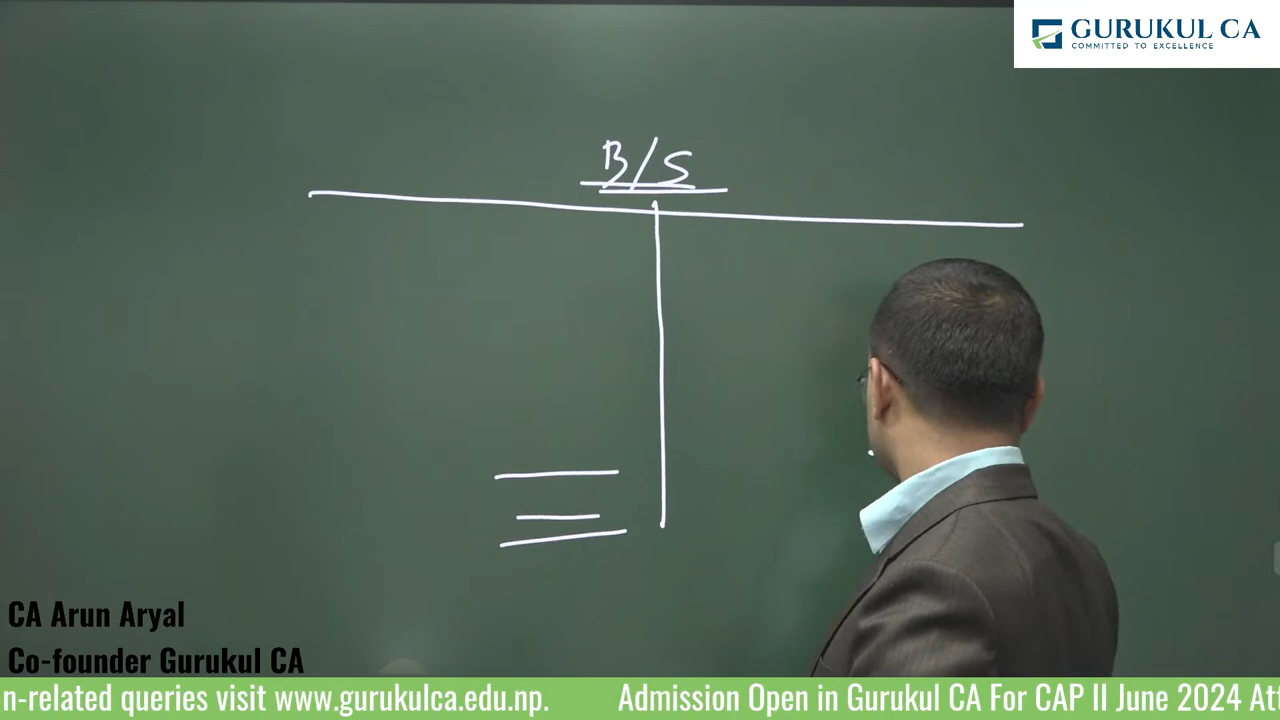 GURUKUL CA
COMMITTED TO EXCELLENCE
B/S
CA Arun Aryal
Co-founder Gurukul CA
n-related queries visit www.gurukulca.edu.np. Admission Open in Gurukul CA For CAP II June 2024 Att